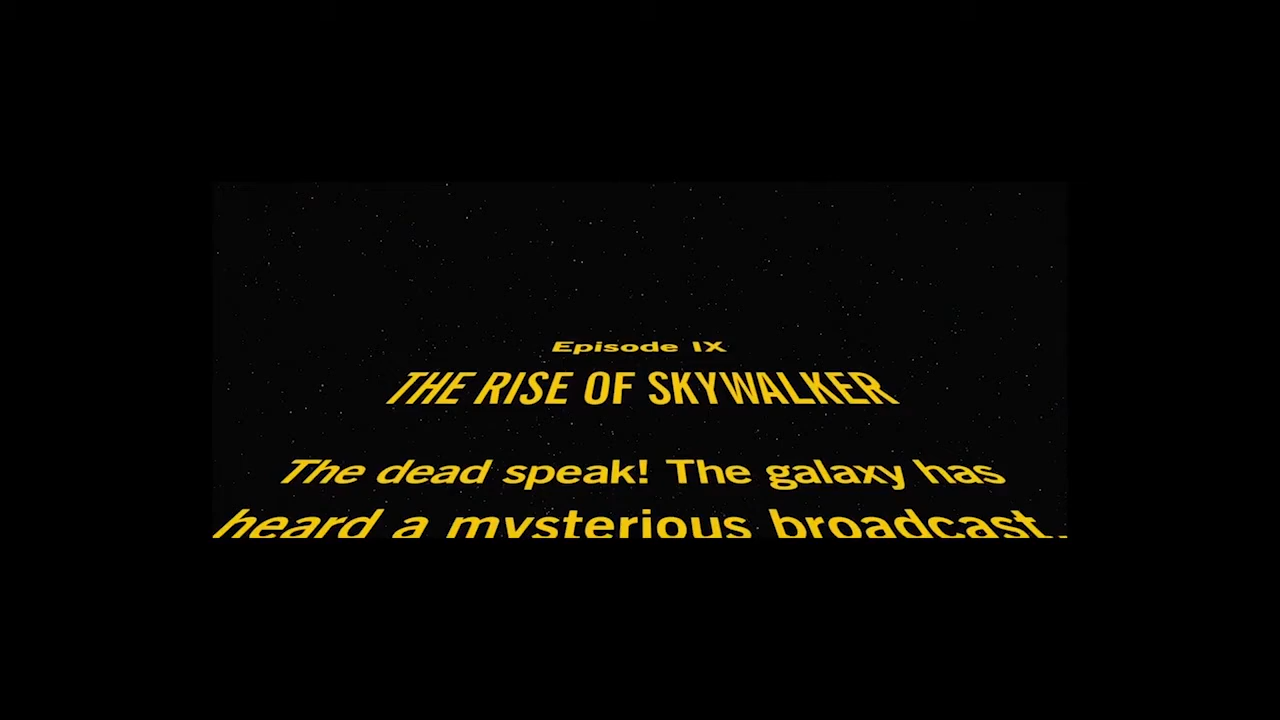 Episode IX
THE RISE OF SKYWALKER
The dead speak! The galaxy has
heard a mysterious broadcast,